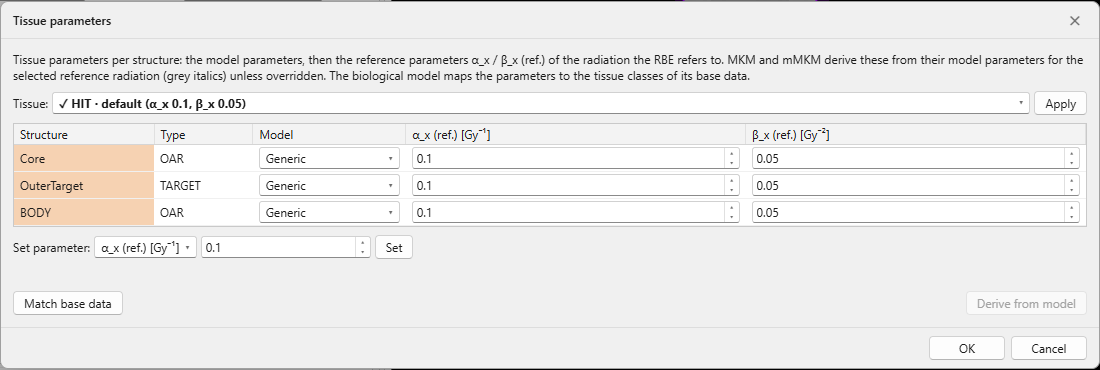 Tissue parameters
Tissue parameters per structure: the model parameters, then the reference parameters α_x / β_x (ref.) of the radiation the RBE refers to. MKM and mMKM derive these from their model parameters for the
selected reference radiation (grey italics) unless overridden. The biological model maps the parameters to the tissue classes of its base data.
Tissue: ✓ HIT · default (α_x 0.1, β_x 0.05) Apply
Structure Type Model α_x (ref.) [Gy⁻¹] β_x (ref.) [Gy⁻²]
Core OAR Generic 0.1 0.05
OuterTarget TARGET Generic 0.1 0.05
BODY OAR Generic 0.1 0.05
Set parameter: α_x (ref.) [Gy⁻¹] 0.1 Set
Match base data Derive from model
OK Cancel